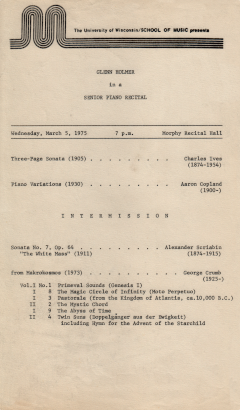 The University of Wisconsin/SCHOOL OF MUSIC presents
GLENN HOLMER
in a
SENIOR PIANO RECITAL
Wednesday, March 5, 1975 7 p.m. Morphy Recital Hall
Three-Page Sonata (1905) . . . . . . . . . Charles Ives
(1874-1954)
Piano Variations (1930) . . . . . . . . . Aaron Copland
(1900-)
I N T E R M I S S I O N
Sonata No. 7, Op. 64 . . . . . . . . . Alexander Scriabin
"The White Mass" (1911) (1874-1915)
from Makrokosmos (1973) . . . . . . . . . George Crumb
(1925-)
Vol.I No.1 Primeval Sounds (Genesis I)
I 8 The Magic Circle of Infinity (Moto Perpetuo)
I 3 Pastorale (from the Kingdom of Atlantis, ca.10,000 B.C.)
II 2 The Mystic Chord
I 9 The Abyss of Time
II 4 Twin Suns (Doppelgänger aus der Ewigkeit)
including Hymn for the Advent of the Starchild